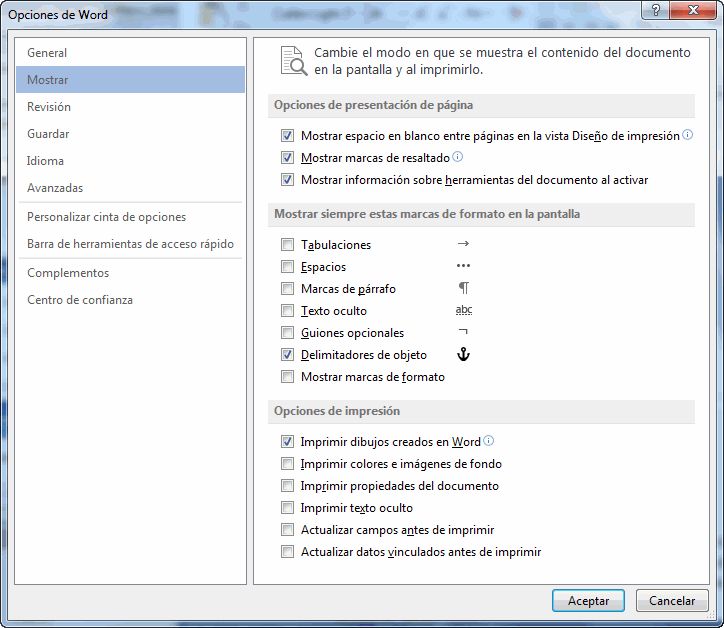 Opciones de Word
General
Mostrar
Revisión
Guardar
Idioma
Avanzadas
Personalizar cinta de opciones
Barra de herramientas de acceso rápido
Complementos
Centro de confianza
Cambie el modo en que se muestra el contenido del documento
en la pantalla y al imprimirlo.
Opciones de presentación de página
Mostrar espacio en blanco entre páginas en la vista Diseño de impresión
Mostrar marcas de resaltado
Mostrar información sobre herramientas del documento al activar
Mostrar siempre estas marcas de formato en la pantalla
Tabulaciones →
Espacios •••
Marcas de párrafo ¶
Texto oculto abc
Guiones opcionales ¬
Delimitadores de objeto
Mostrar marcas de formato
Opciones de impresión
Imprimir dibujos creados en Word
Imprimir colores e imágenes de fondo
Imprimir propiedades del documento
Imprimir texto oculto
Actualizar campos antes de imprimir
Actualizar datos vinculados antes de imprimir
Aceptar
Cancelar